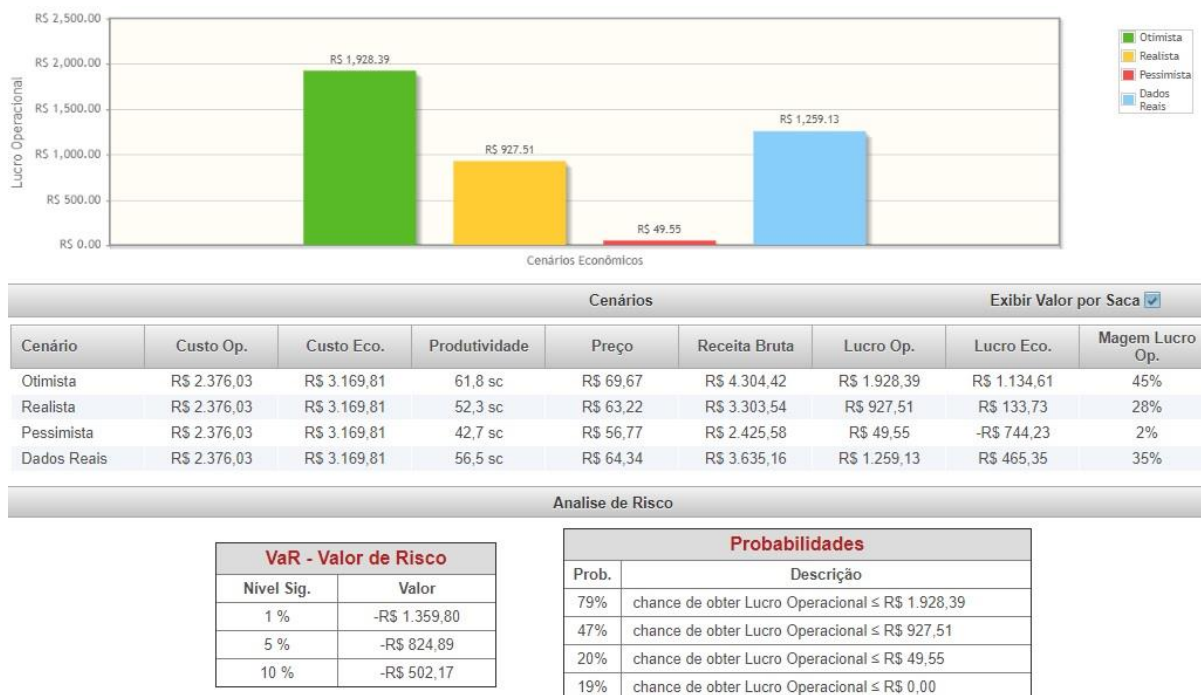 R$ 2,500.00
R$ 2,000.00
R$ 1,500.00
R$ 1,000.00
R$ 500.00
R$ 0.00
Lucro Operacional
R$ 1,928.39
R$ 927.51
R$ 49.55
R$ 1,259.13
Cenários Econômicos
Otimista
Realista
Pessimista
Dados
Reais
Cenários Exibir Valor por Saca
Cenário Custo Op. Custo Eco. Produtividade Preço Receita Bruta Lucro Op. Lucro Eco. Magem Lucro Op.
Otimista R$ 2.376,03 R$ 3.169,81 61,8 sc R$ 69,67 R$ 4.304,42 R$ 1.928,39 R$ 1.134,61 45%
Realista R$ 2.376,03 R$ 3.169,81 52,3 sc R$ 63,22 R$ 3.303,54 R$ 927,51 R$ 133,73 28%
Pessimista R$ 2.376,03 R$ 3.169,81 42,7 sc R$ 56,77 R$ 2.425,58 R$ 49,55 -R$ 744,23 2%
Dados Reais R$ 2.376,03 R$ 3.169,81 56,5 sc R$ 64,34 R$ 3.635,16 R$ 1.259,13 R$ 465,35 35%
Analise de Risco
VaR - Valor de Risco
Nível Sig. Valor
1 % -R$ 1.359,80
5 % -R$ 824,89
10 % -R$ 502,17
Probabilidades
Prob. Descrição
79% chance de obter Lucro Operacional ≤ R$ 1.928,39
47% chance de obter Lucro Operacional ≤ R$ 927,51
20% chance de obter Lucro Operacional ≤ R$ 49,55
19% chance de obter Lucro Operacional ≤ R$ 0,00